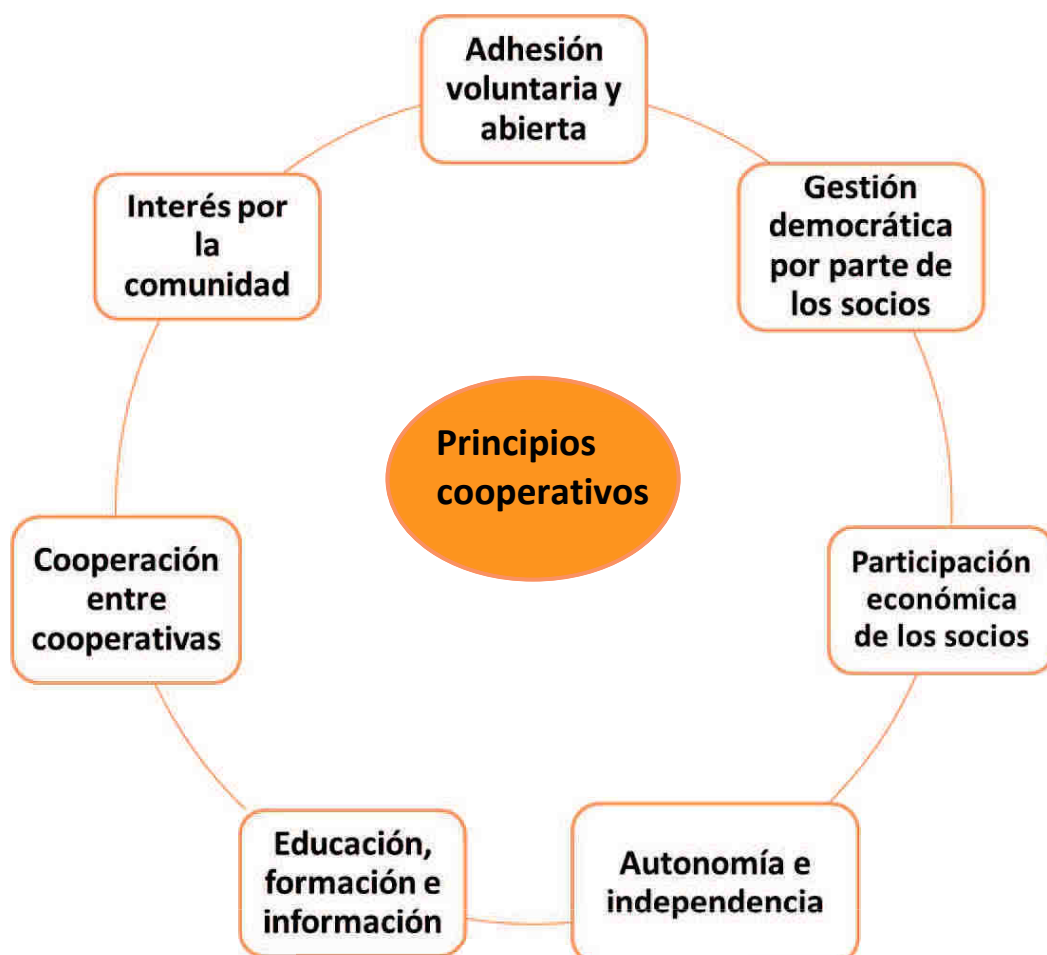 Adhesión
voluntaria y
abierta
Gestión
democrática
por parte de
los socios
Participación
económica
de los socios
Autonomía e
independencia
Educación,
formación e
información
Cooperación
entre
cooperativas
Interés por
la
comunidad
Principios
cooperativos